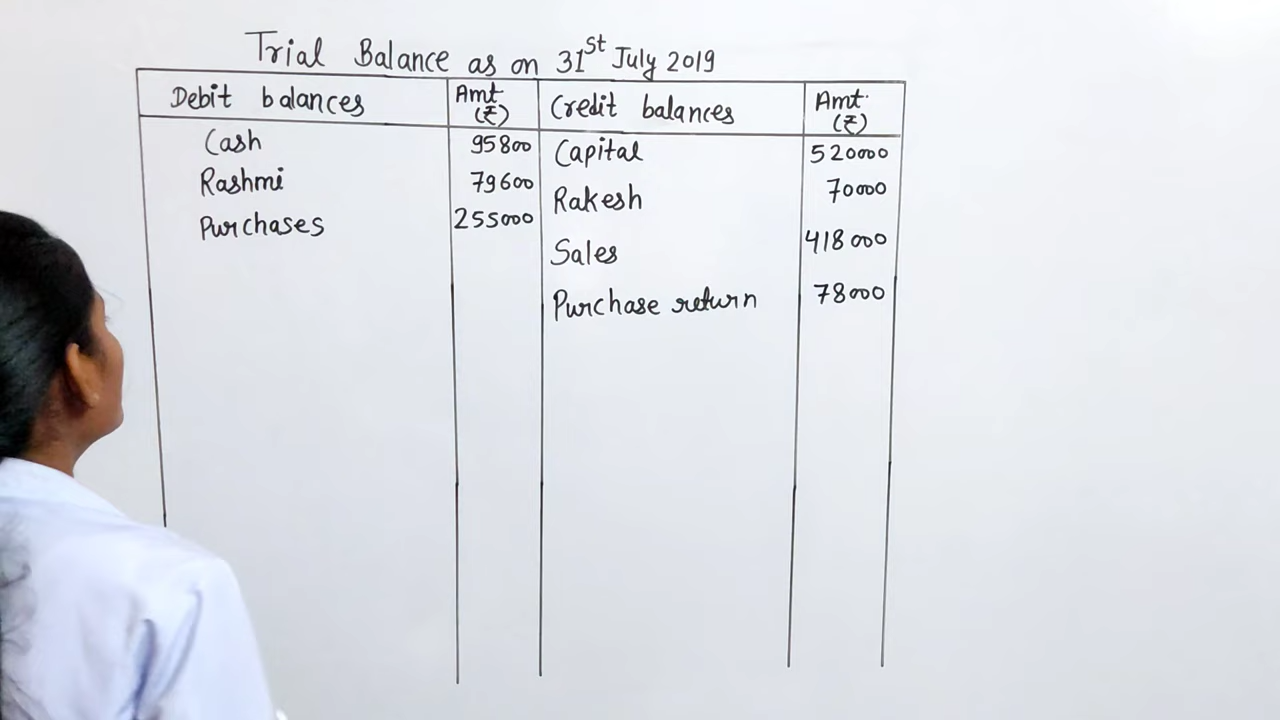 Trial Balance as on 31st July 2019
Debit balances Amt (₹) Credit balances Amt. (₹)
Cash 95800 Capital 520000
Rashmi 79600 Rakesh 70000
Purchases 255000 Sales 418000
Purchase return 78000